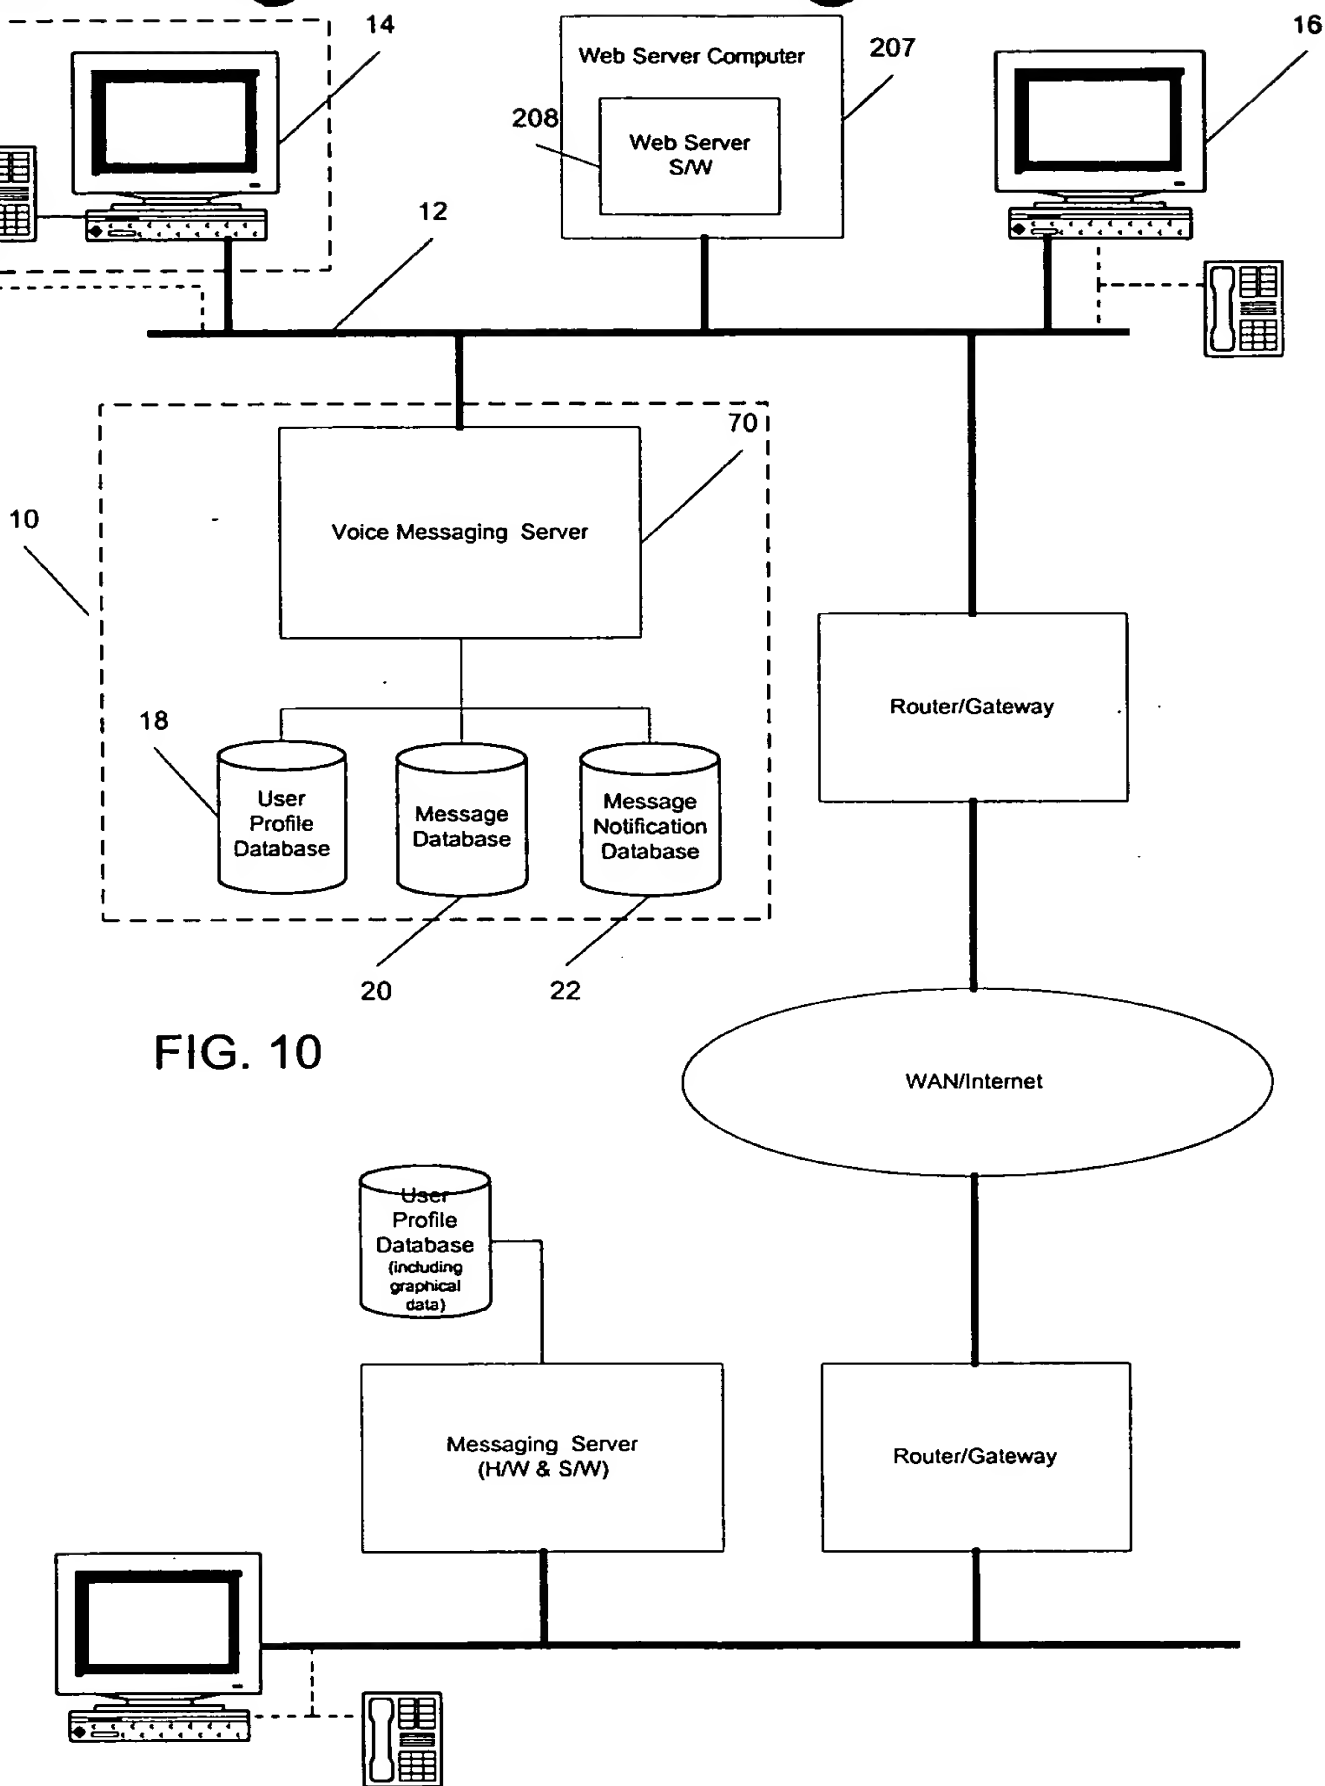 14
Web Server Computer
207
16
208
Web Server
S/W
12
70
10
Voice Messaging Server
18
Router/Gateway
User
Profile
Database
Message
Database
Message
Notification
Database
20
22
FIG. 10
WAN/Internet
User
Profile
Database
(including
graphical
data)
Messaging Server
(H/W & S/W)
Router/Gateway